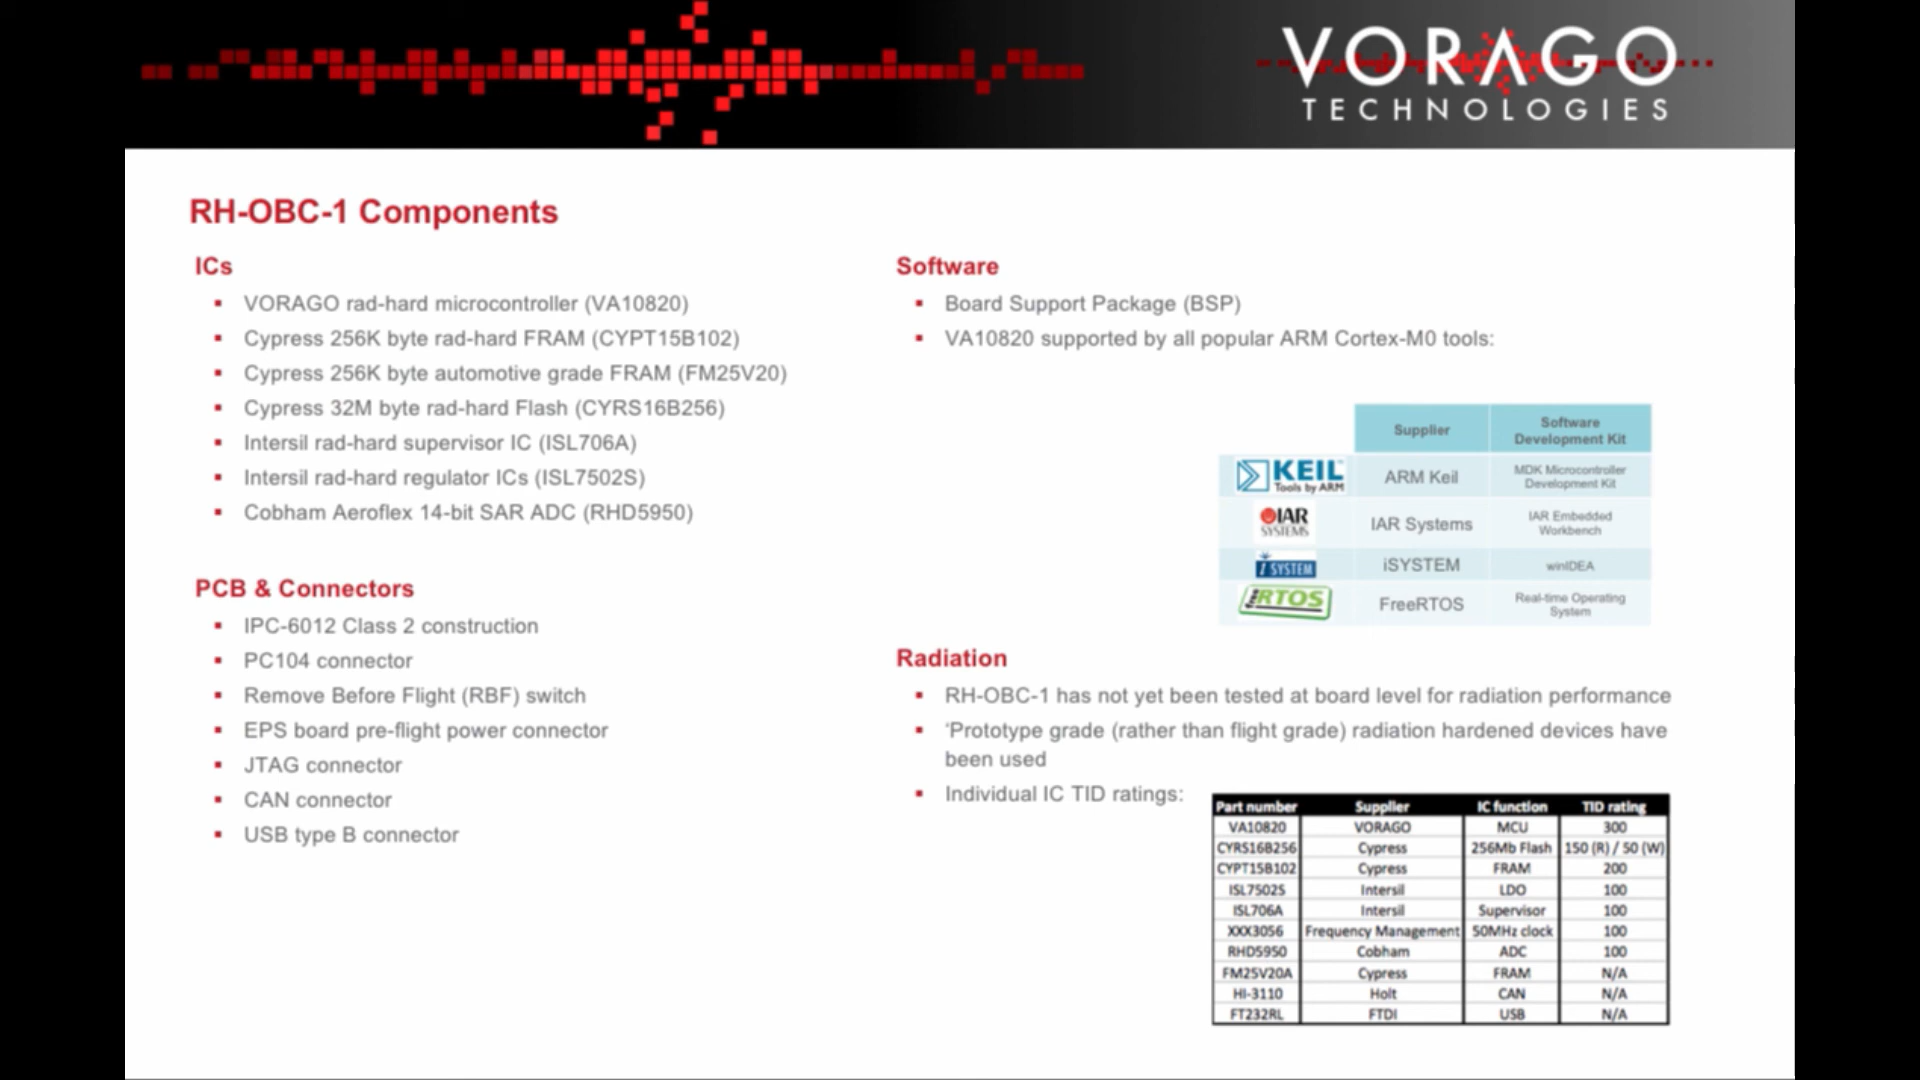 VORAGO
TECHNOLOGIES
RH-OBC-1 Components
ICs
▪ VORAGO rad-hard microcontroller (VA10820)
▪ Cypress 256K byte rad-hard FRAM (CYPT15B102)
▪ Cypress 256K byte automotive grade FRAM (FM25V20)
▪ Cypress 32M byte rad-hard Flash (CYRS16B256)
▪ Intersil rad-hard supervisor IC (ISL706A)
▪ Intersil rad-hard regulator ICs (ISL7502S)
▪ Cobham Aeroflex 14-bit SAR ADC (RHD5950)
PCB & Connectors
▪ IPC-6012 Class 2 construction
▪ PC104 connector
▪ Remove Before Flight (RBF) switch
▪ EPS board pre-flight power connector
▪ JTAG connector
▪ CAN connector
▪ USB type B connector
Software
▪ Board Support Package (BSP)
▪ VA10820 supported by all popular ARM Cortex-M0 tools:
Supplier Software
Development Kit
KEIL
Tools by ARM
ARM Keil MDK Microcontroller
Development Kit
IAR
SYSTEMS
IAR Systems IAR Embedded
Workbench
iSYSTEM iSYSTEM winIDEA
RTOS FreeRTOS Real-time Operating
System
Radiation
▪ RH-OBC-1 has not yet been tested at board level for radiation performance
▪ ‘Prototype grade (rather than flight grade) radiation hardened devices have
been used
▪ Individual IC TID ratings:
Part number Supplier IC function TID rating
VA10820 VORAGO MCU 300
CYRS16B256 Cypress 256Mb Flash 150 (R) / 50 (W)
CYPT15B102 Cypress FRAM 200
ISL7502S Intersil LDO 100
ISL706A Intersil Supervisor 100
XXX3056 Frequency Management 50MHz clock 100
RHD5950 Cobham ADC 100
FM25V20A Cypress FRAM N/A
HI-3110 Holt CAN N/A
FT232RL FTDI USB N/A